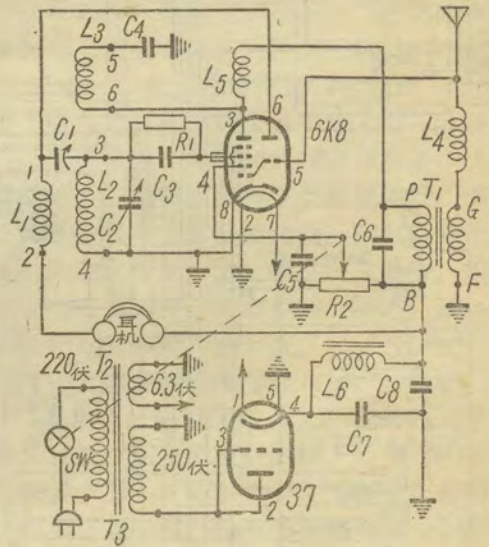 L3
C4
5
6
L5
3
6
6K8
C1
3
R1
1
4
5
L4
L2
C3
C2
8
2
7
C6
P
T1
G
L1
2
4
C5
R2
B
F
耳机
220伏
T2
6.3伏
SW
250伏
T3
1
5
4
3
2
37
L6
C7
C8